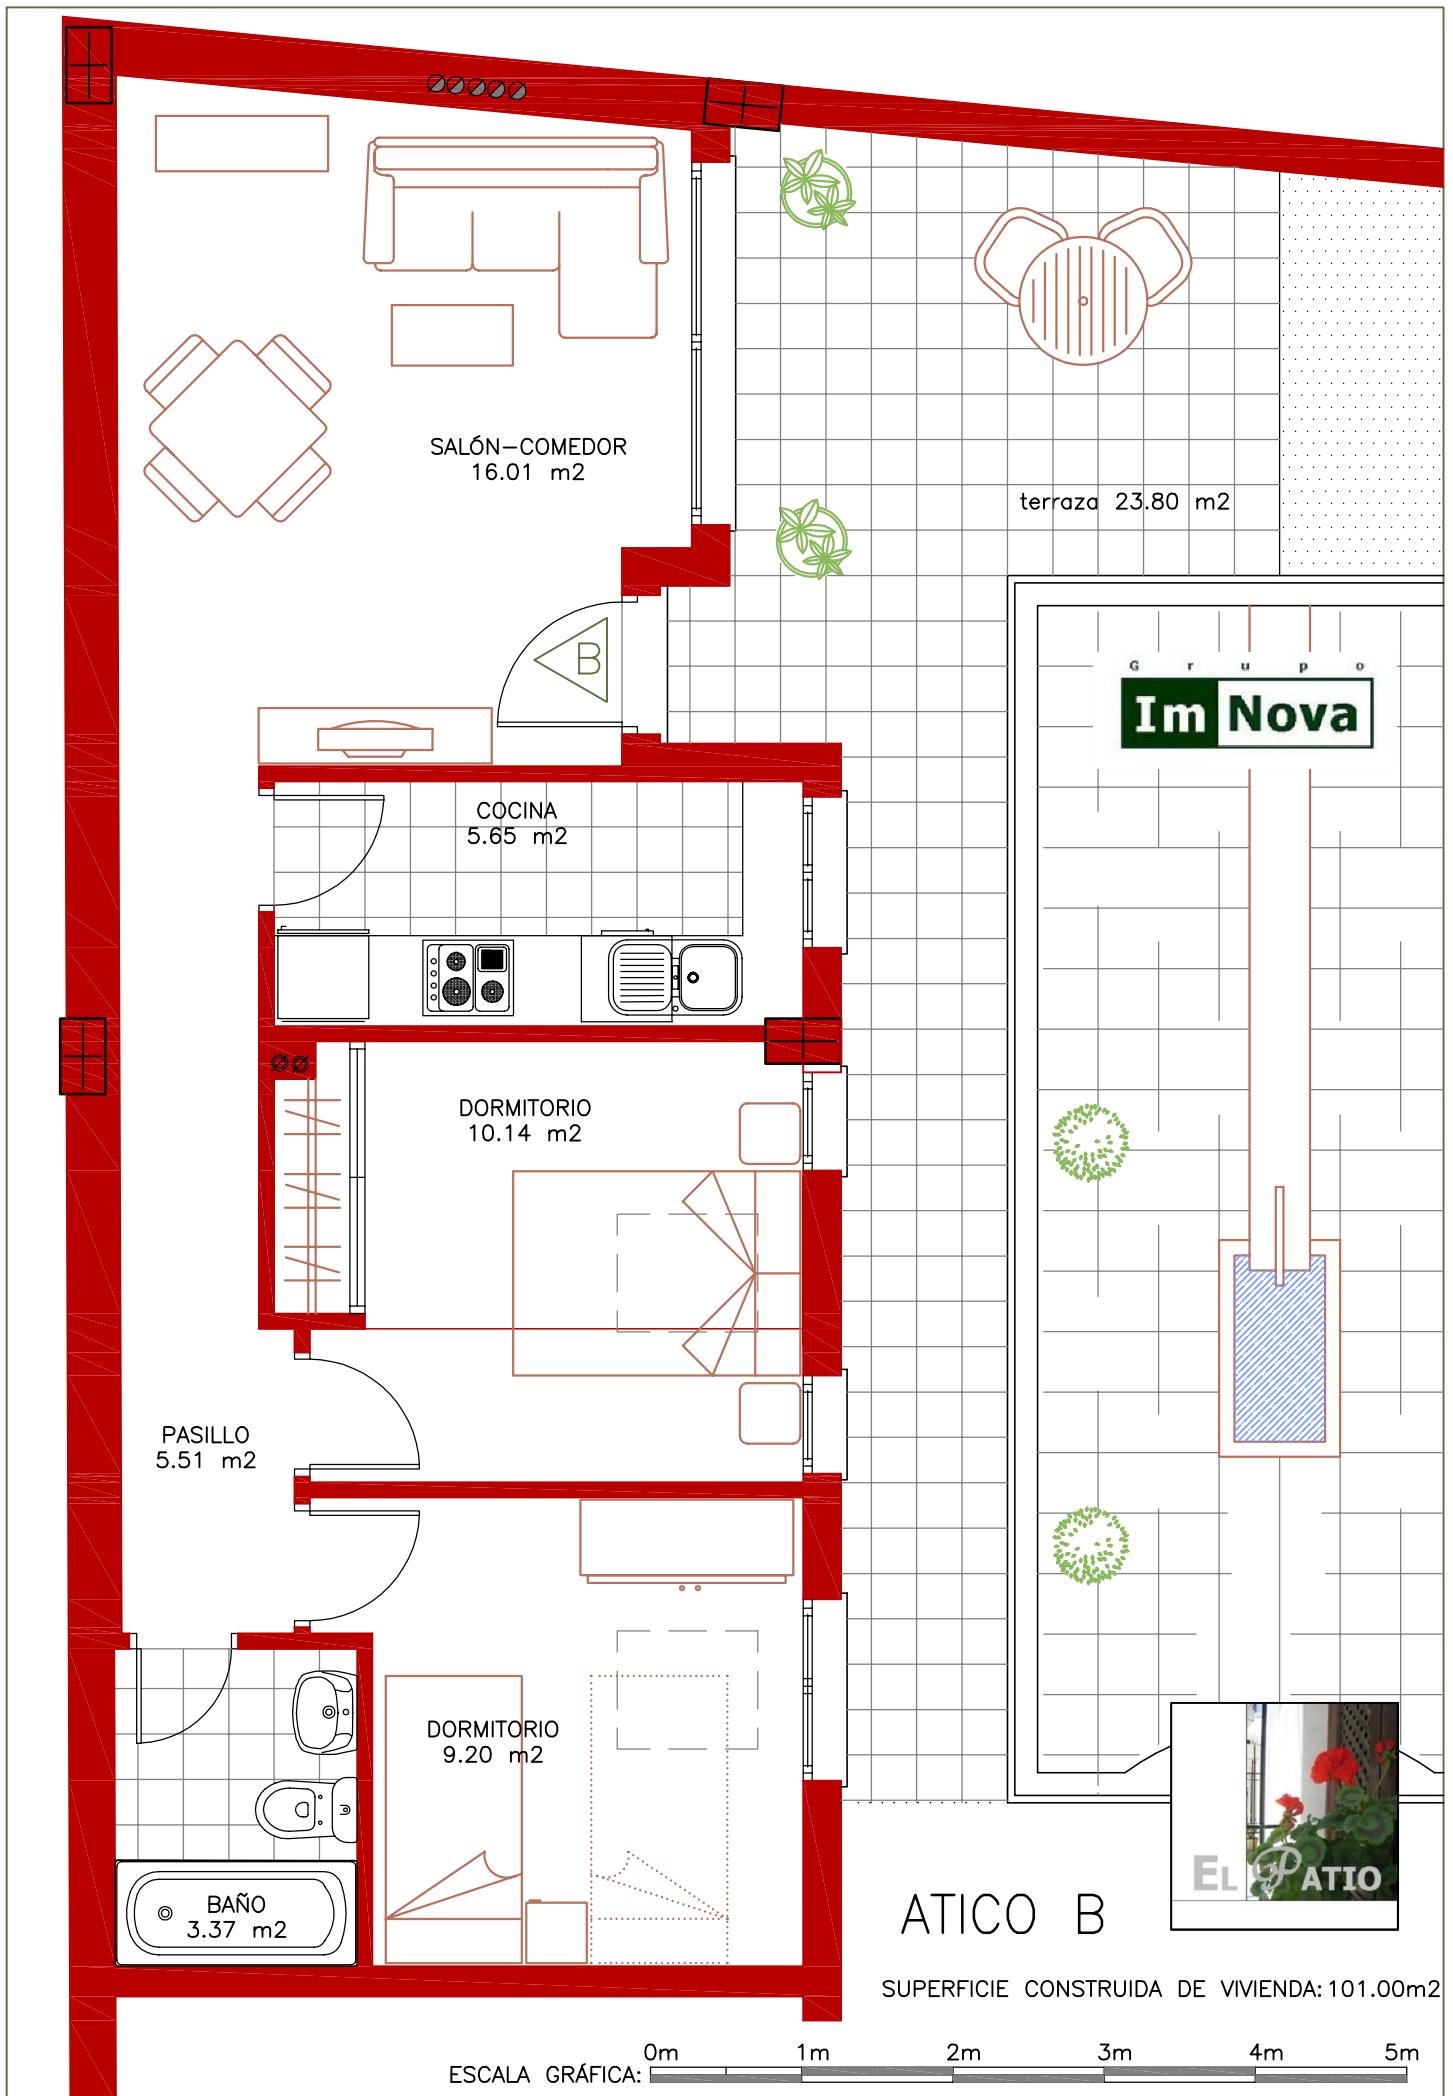 SALÓN-COMEDOR
16.01 m2
terraza 23.80 m2
B
Grupo
Im Nova
COCINA
5.65 m2
DORMITORIO
10.14 m2
PASILLO
5.51 m2
DORMITORIO
9.20 m2
BAÑO
3.37 m2
EL PATIO
ATICO B
SUPERFICIE CONSTRUIDA DE VIVIENDA: 101.00m2
0m 1m 2m 3m 4m 5m
ESCALA GRÁFICA: